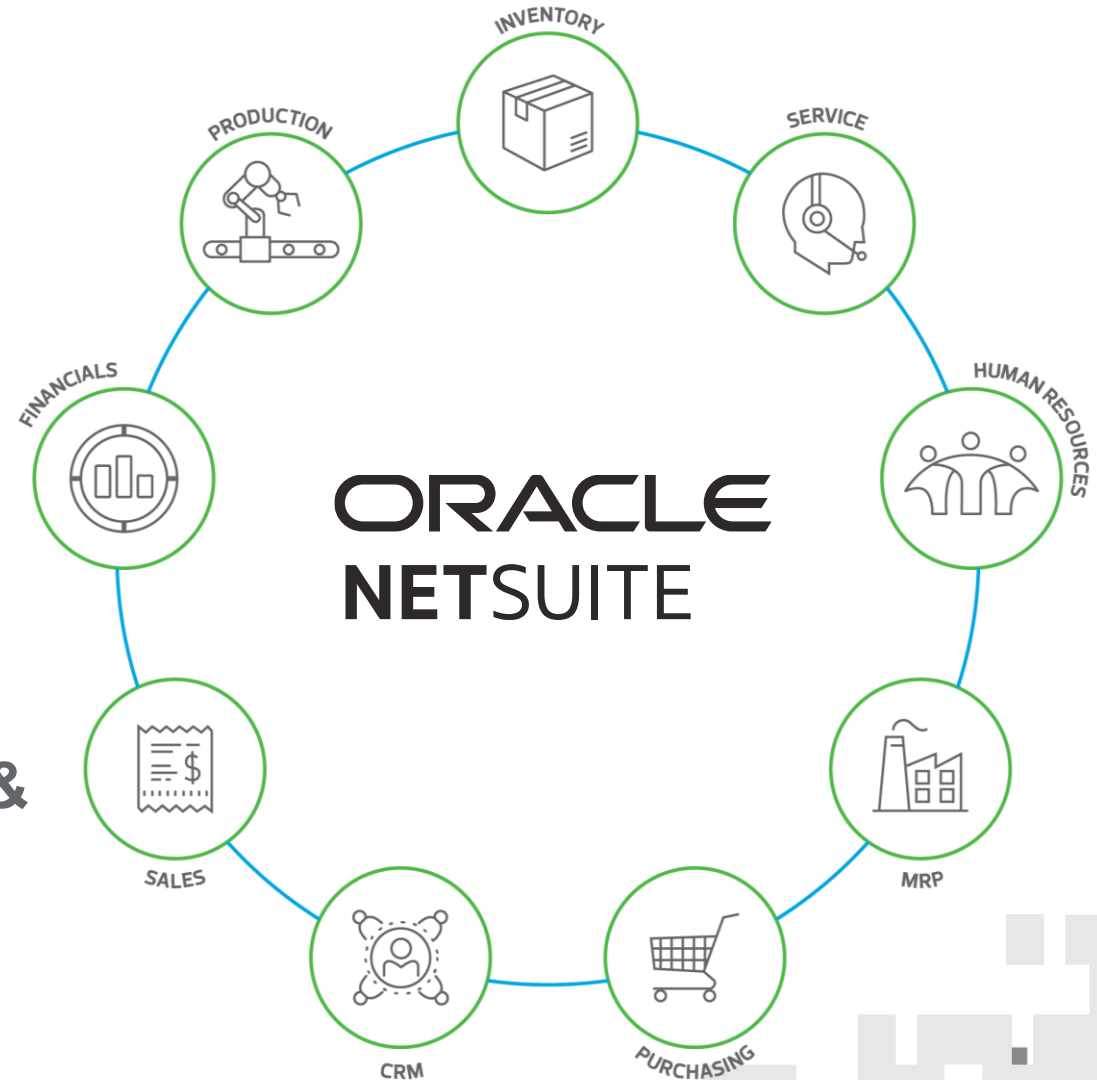 INVENTORY
PRODUCTION
SERVICE
FINANCIALS
HUMAN RESOURCES
ORACLE
NETSUITE
$
&
SALES
MRP
CRM
PURCHASING